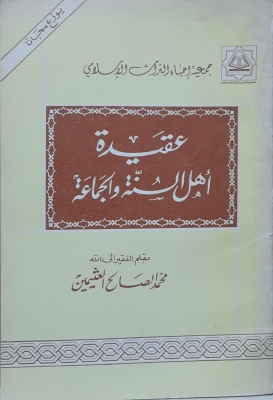 يوزع مجانا
جمعية إحياء التراث الإسلامي
عقيدة
أهل السنة والجماعة
بقلم الفقير إلى الله
محمد الصالح العثيمين